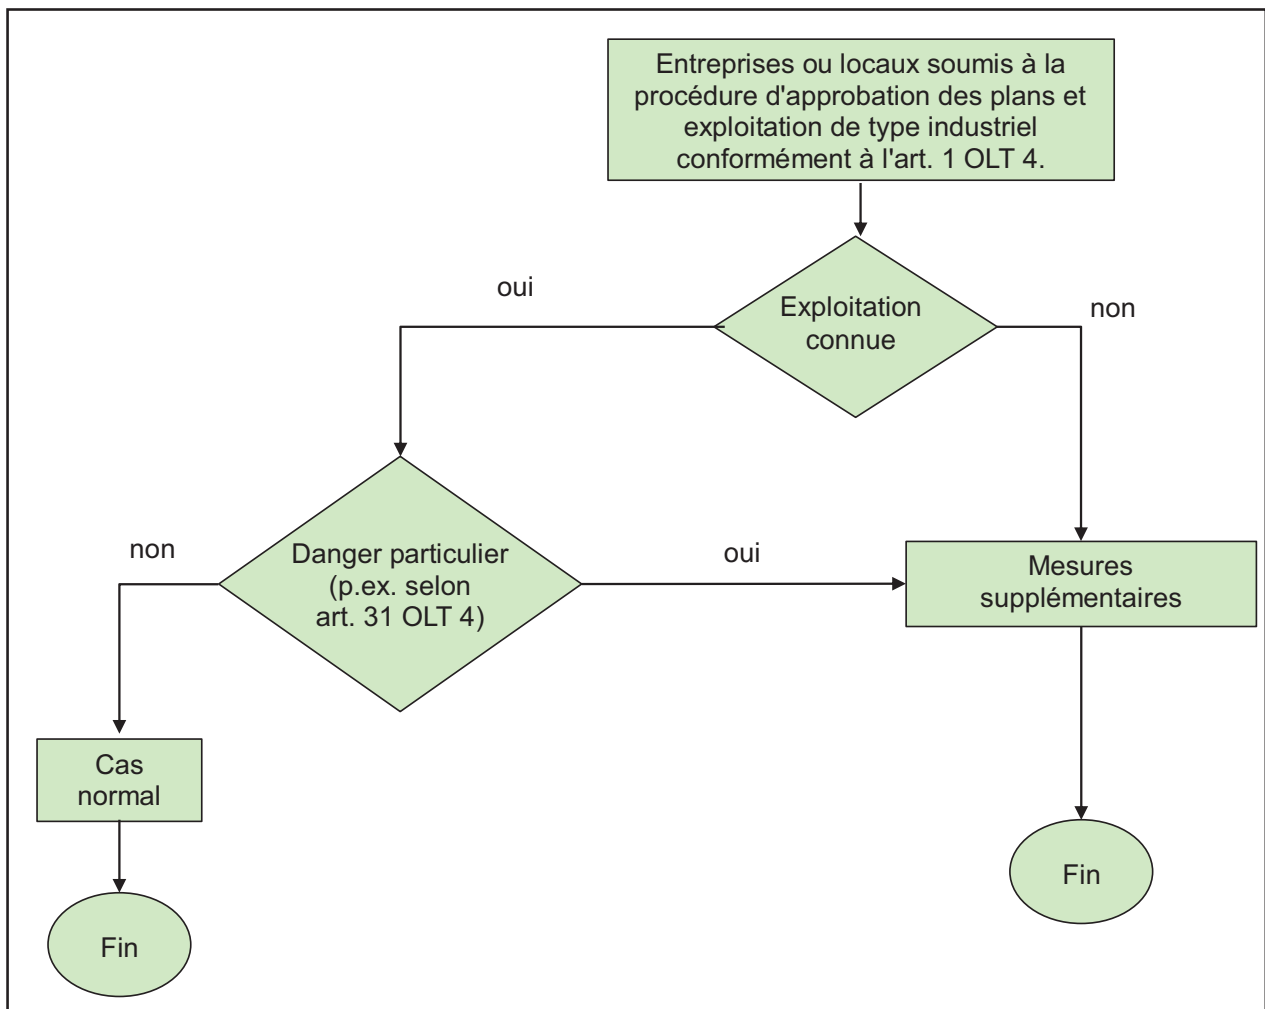 Entreprises ou locaux soumis à la
procédure d'approbation des plans et
exploitation de type industriel
conformément à l'art. 1 OLT 4.
oui
Exploitation
connue
non
non
Danger particulier
(p.ex. selon
art. 31 OLT 4)
oui
Mesures
supplémentaires
Cas
normal
Fin
Fin